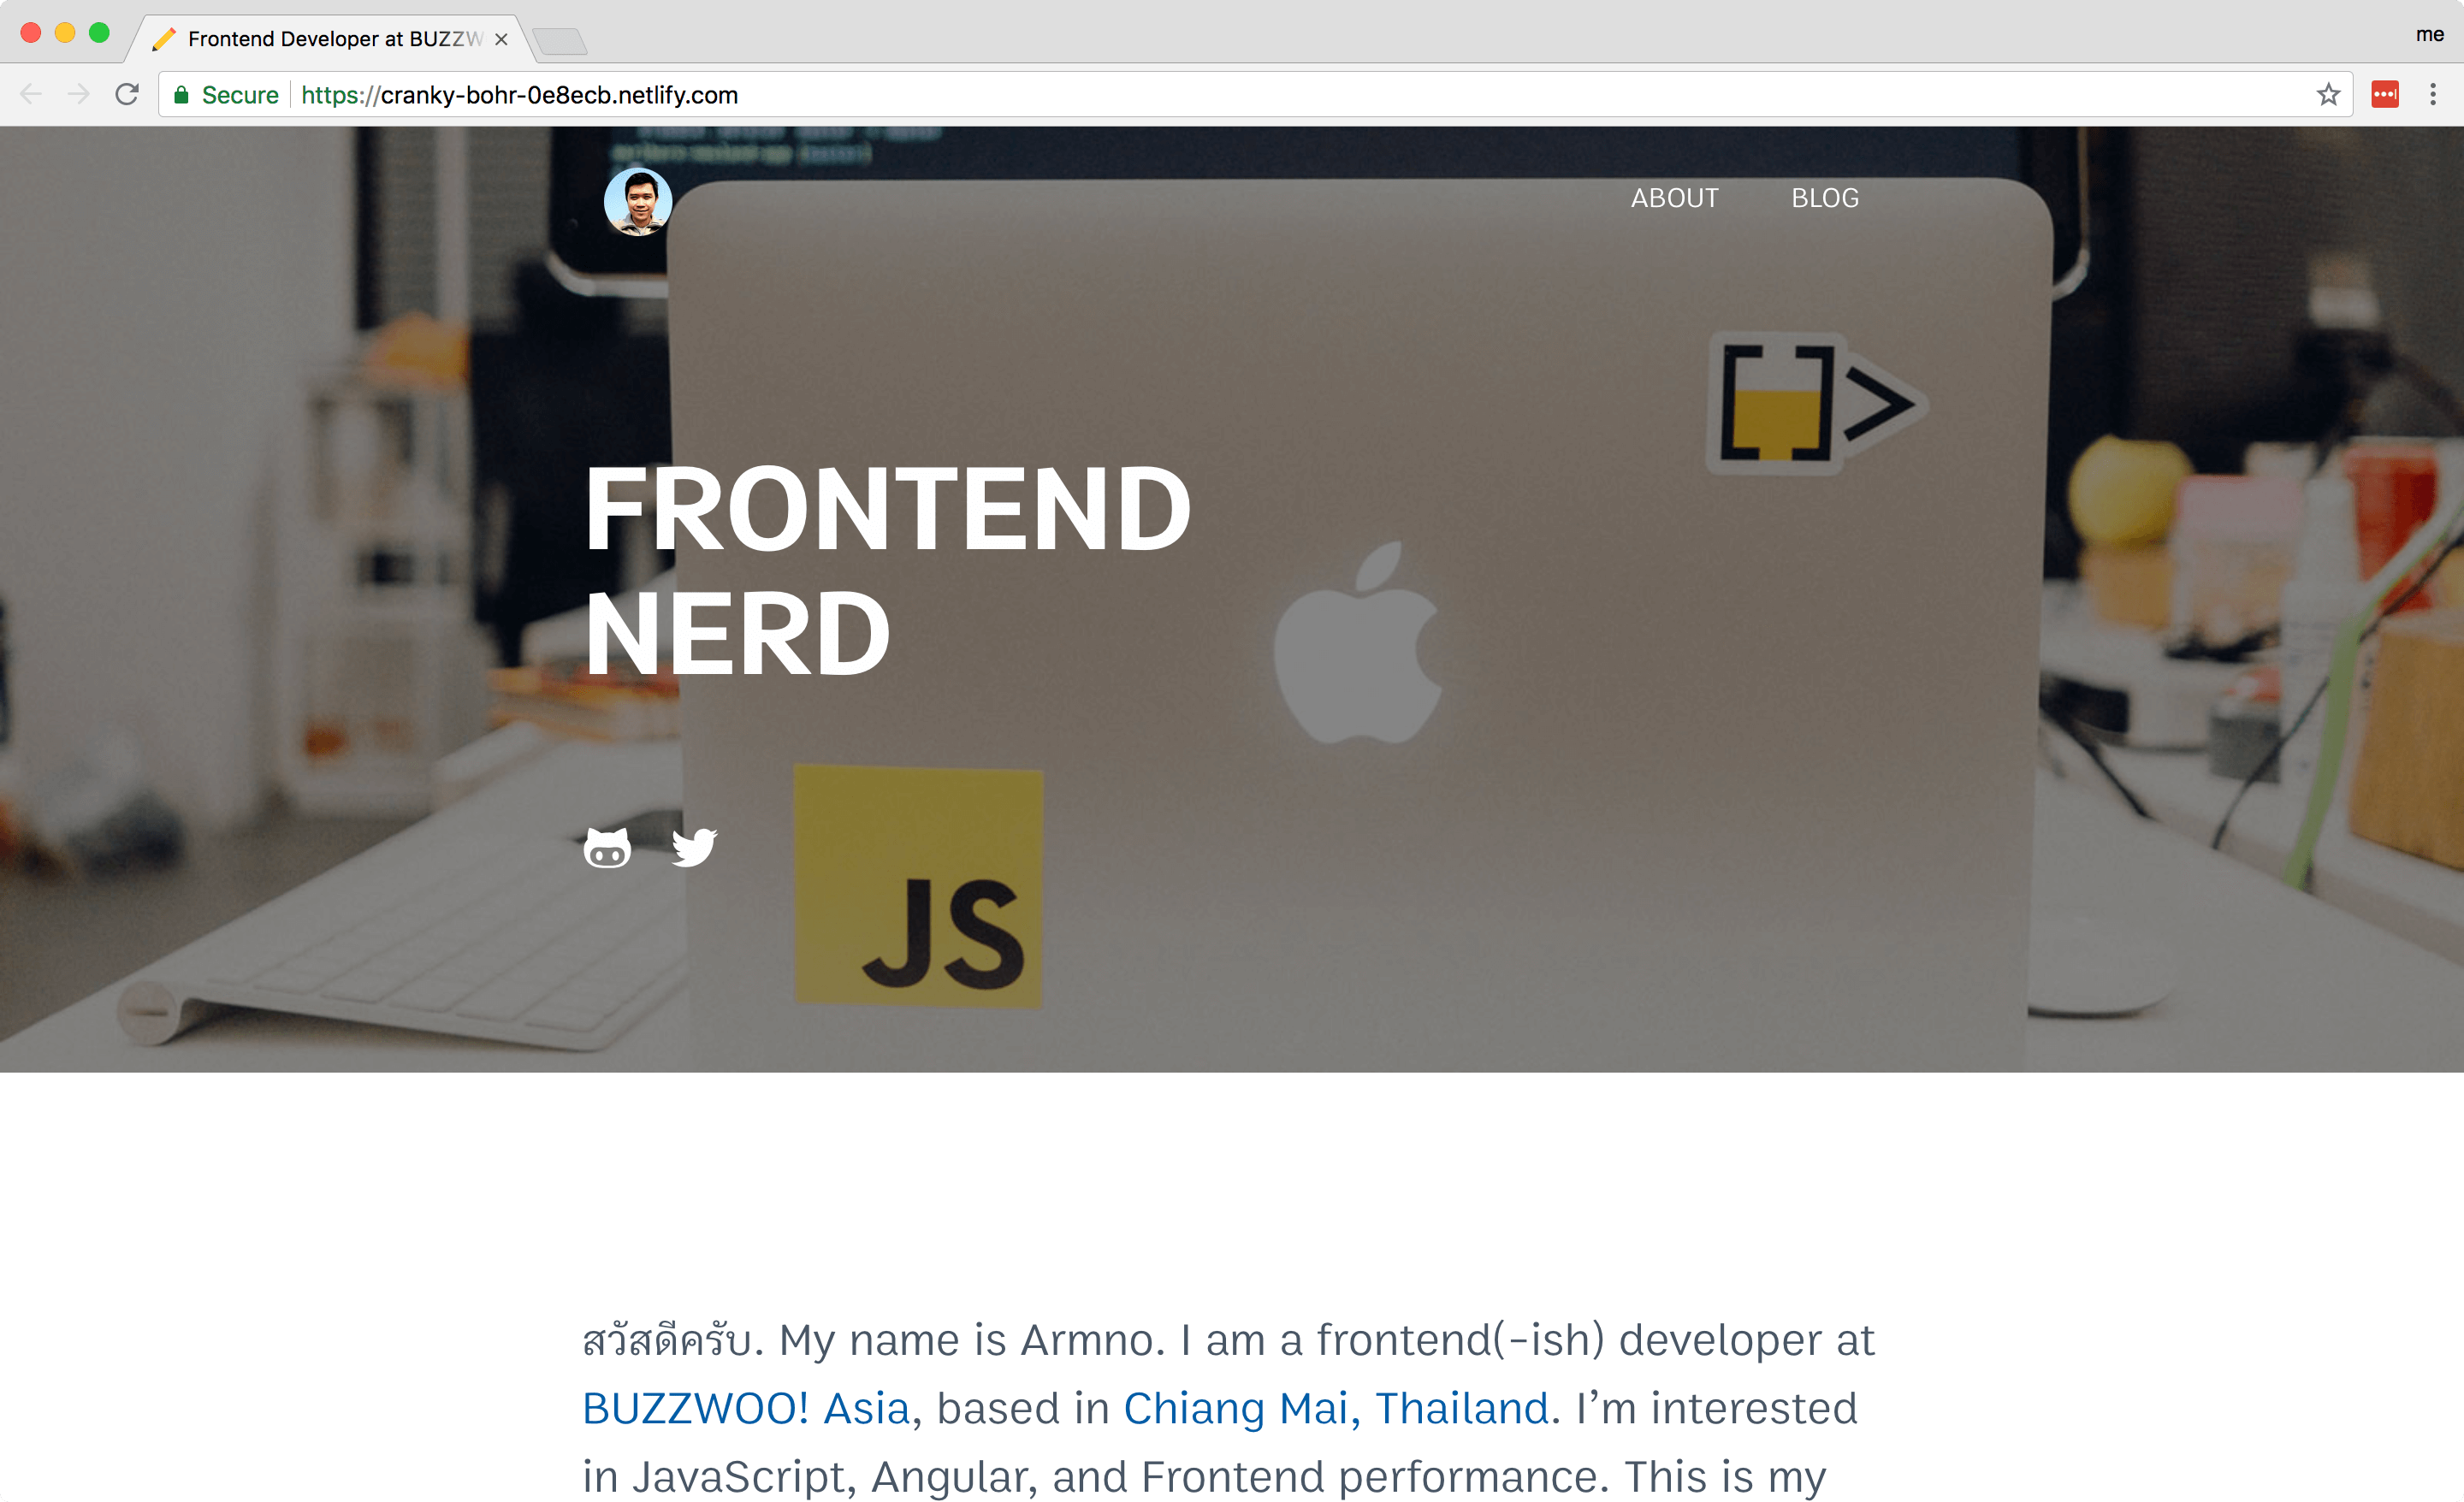 Frontend Developer at BUZZW
me
Secure
https://cranky-bohr-0e8ecb.netlify.com
ABOUT BLOG
[ ]>
FRONTEND
NERD
JS
สวัสดีครับ. My name is Armno. I am a frontend(-ish) developer at
BUZZWOO! Asia, based in Chiang Mai, Thailand. I’m interested
in JavaScript, Angular, and Frontend performance. This is my